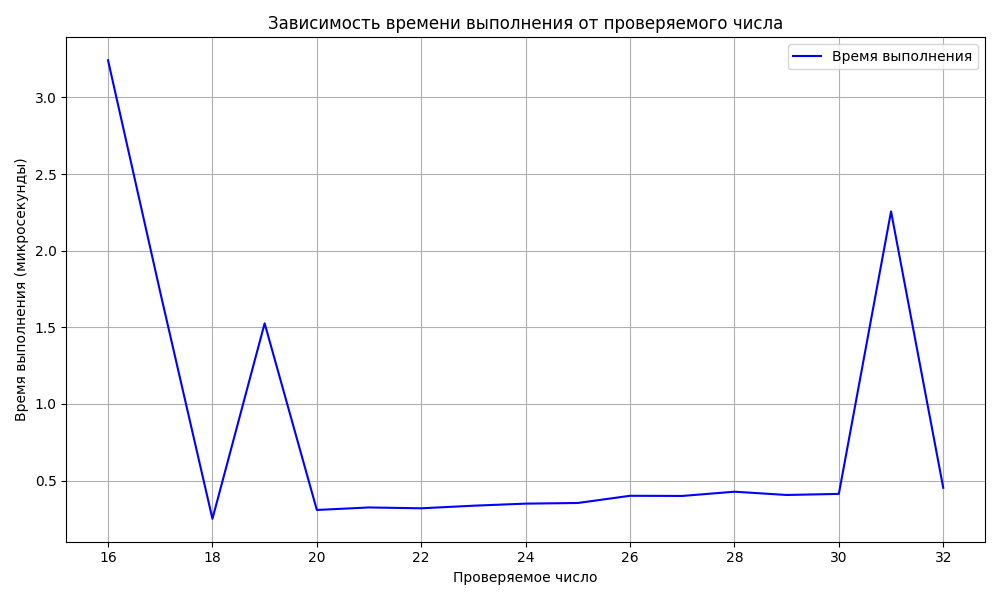 Зависимость времени выполнения от проверяемого числа
Время выполнения
3.0
2.5
2.0
1.5
1.0
0.5
Время выполнения (микросекунды)
16 18 20 22 24 26 28 30 32
Проверяемое число